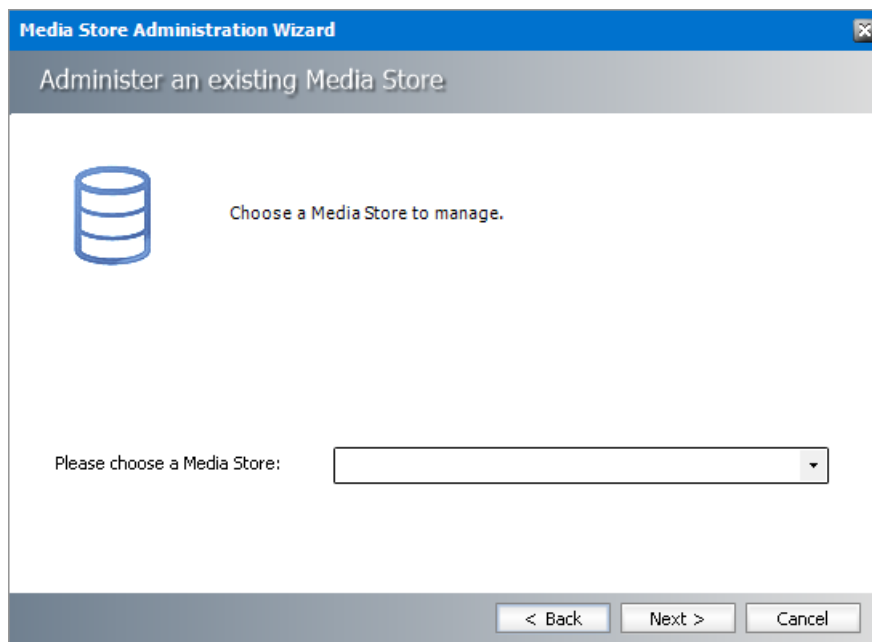 Media Store Administration Wizard
Administer an existing Media Store
Choose a Media Store to manage.
Please choose a Media Store:
< Back Next > Cancel